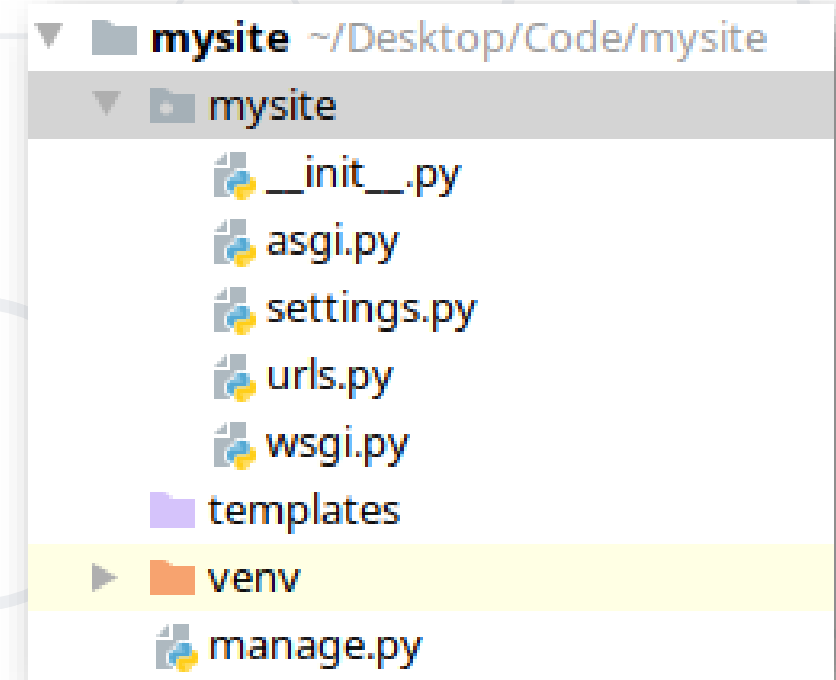 mysite ~/Desktop/Code/mysite
mysite
__init__.py
asgi.py
settings.py
urls.py
wsgi.py
templates
venv
manage.py